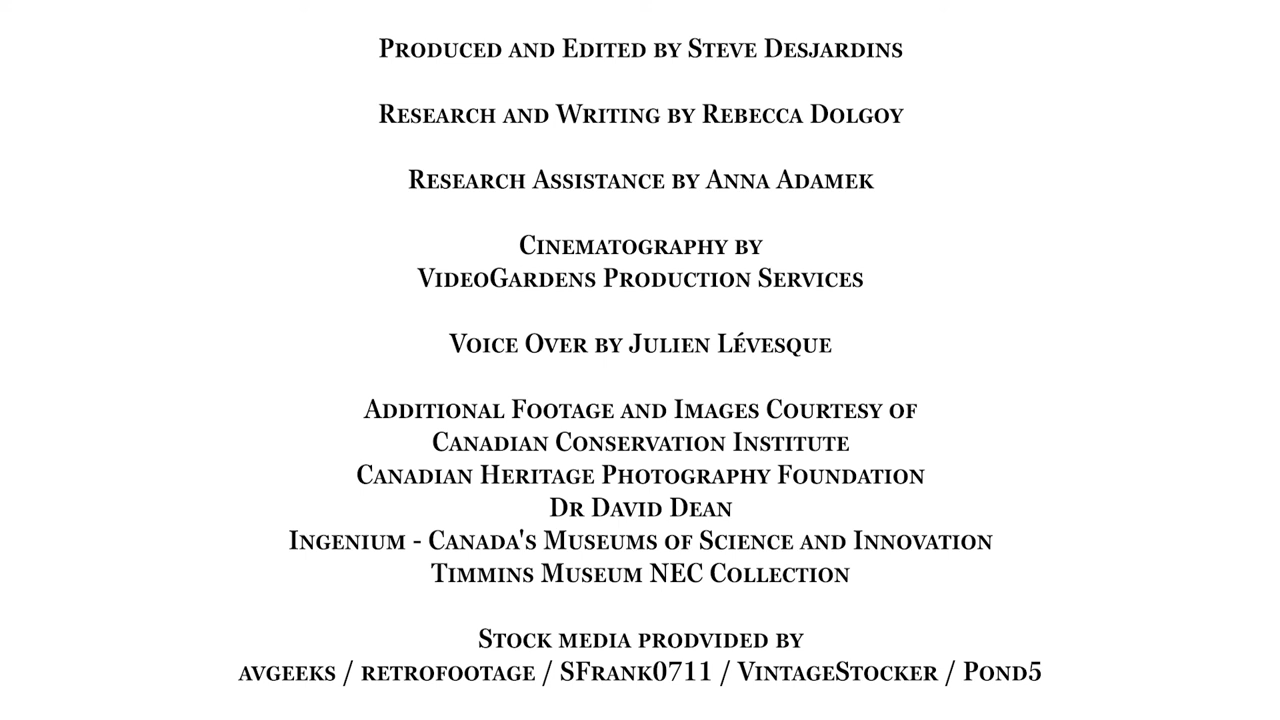 Produced and Edited by Steve Desjardins
Research and Writing by Rebecca Dolgoy
Research Assistance by Anna Adamek
Cinematography by
VideoGardens Production Services
Voice Over by Julien Lévesque
Additional Footage and Images Courtesy of
Canadian Conservation Institute
Canadian Heritage Photography Foundation
Dr David Dean
Ingenium - Canada's Museums of Science and Innovation
Timmins Museum NEC Collection
Stock media prodvided by
avgeeks / retrofootage / SFrank0711 / VintageStocker / Pond5